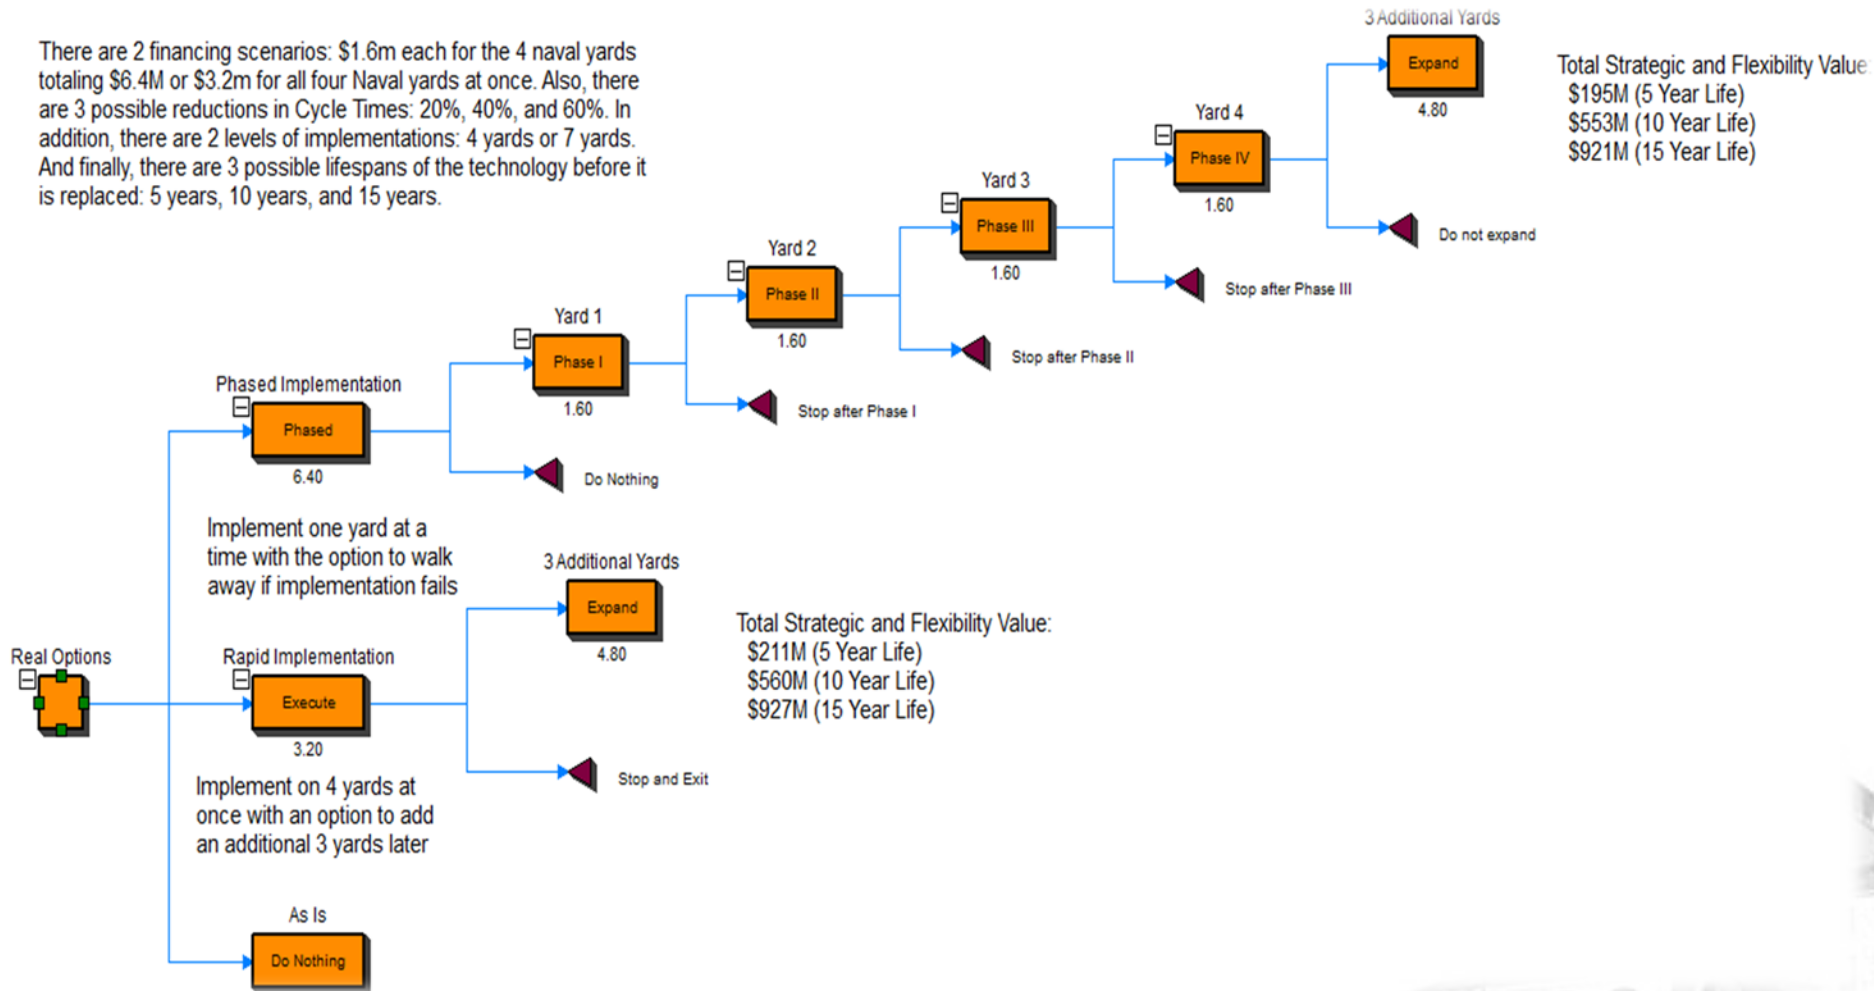 There are 2 financing scenarios: $1.6m each for the 4 naval yards
totaling $6.4M or $3.2m for all four Naval yards at once. Also, there
are 3 possible reductions in Cycle Times: 20%, 40%, and 60%. In
addition, there are 2 levels of implementations: 4 yards or 7 yards.
And finally, there are 3 possible lifespans of the technology before it
is replaced: 5 years, 10 years, and 15 years.
3 Additional Yards
Expand
4.80
Total Strategic and Flexibility Value:
$195M (5 Year Life)
$553M (10 Year Life)
$921M (15 Year Life)
Yard 4
Phase IV
1.60
Do not expand
Yard 3
Phase III
1.60
Stop after Phase III
Yard 2
Phase II
1.60
Stop after Phase II
Yard 1
Phase I
1.60
Stop after Phase I
Phased Implementation
Phased
6.40
Do Nothing
Implement one yard at a
time with the option to walk
away if implementation fails
3 Additional Yards
Expand
4.80
Total Strategic and Flexibility Value:
$211M (5 Year Life)
$560M (10 Year Life)
$927M (15 Year Life)
Real Options
Rapid Implementation
Execute
3.20
Stop and Exit
Implement on 4 yards at
once with an option to add
an additional 3 yards later
As Is
Do Nothing